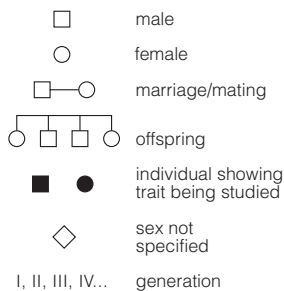 male
female
marriage/mating
offspring
individual showing
trait being studied
sex not
specified
I, II, III, IV... generation